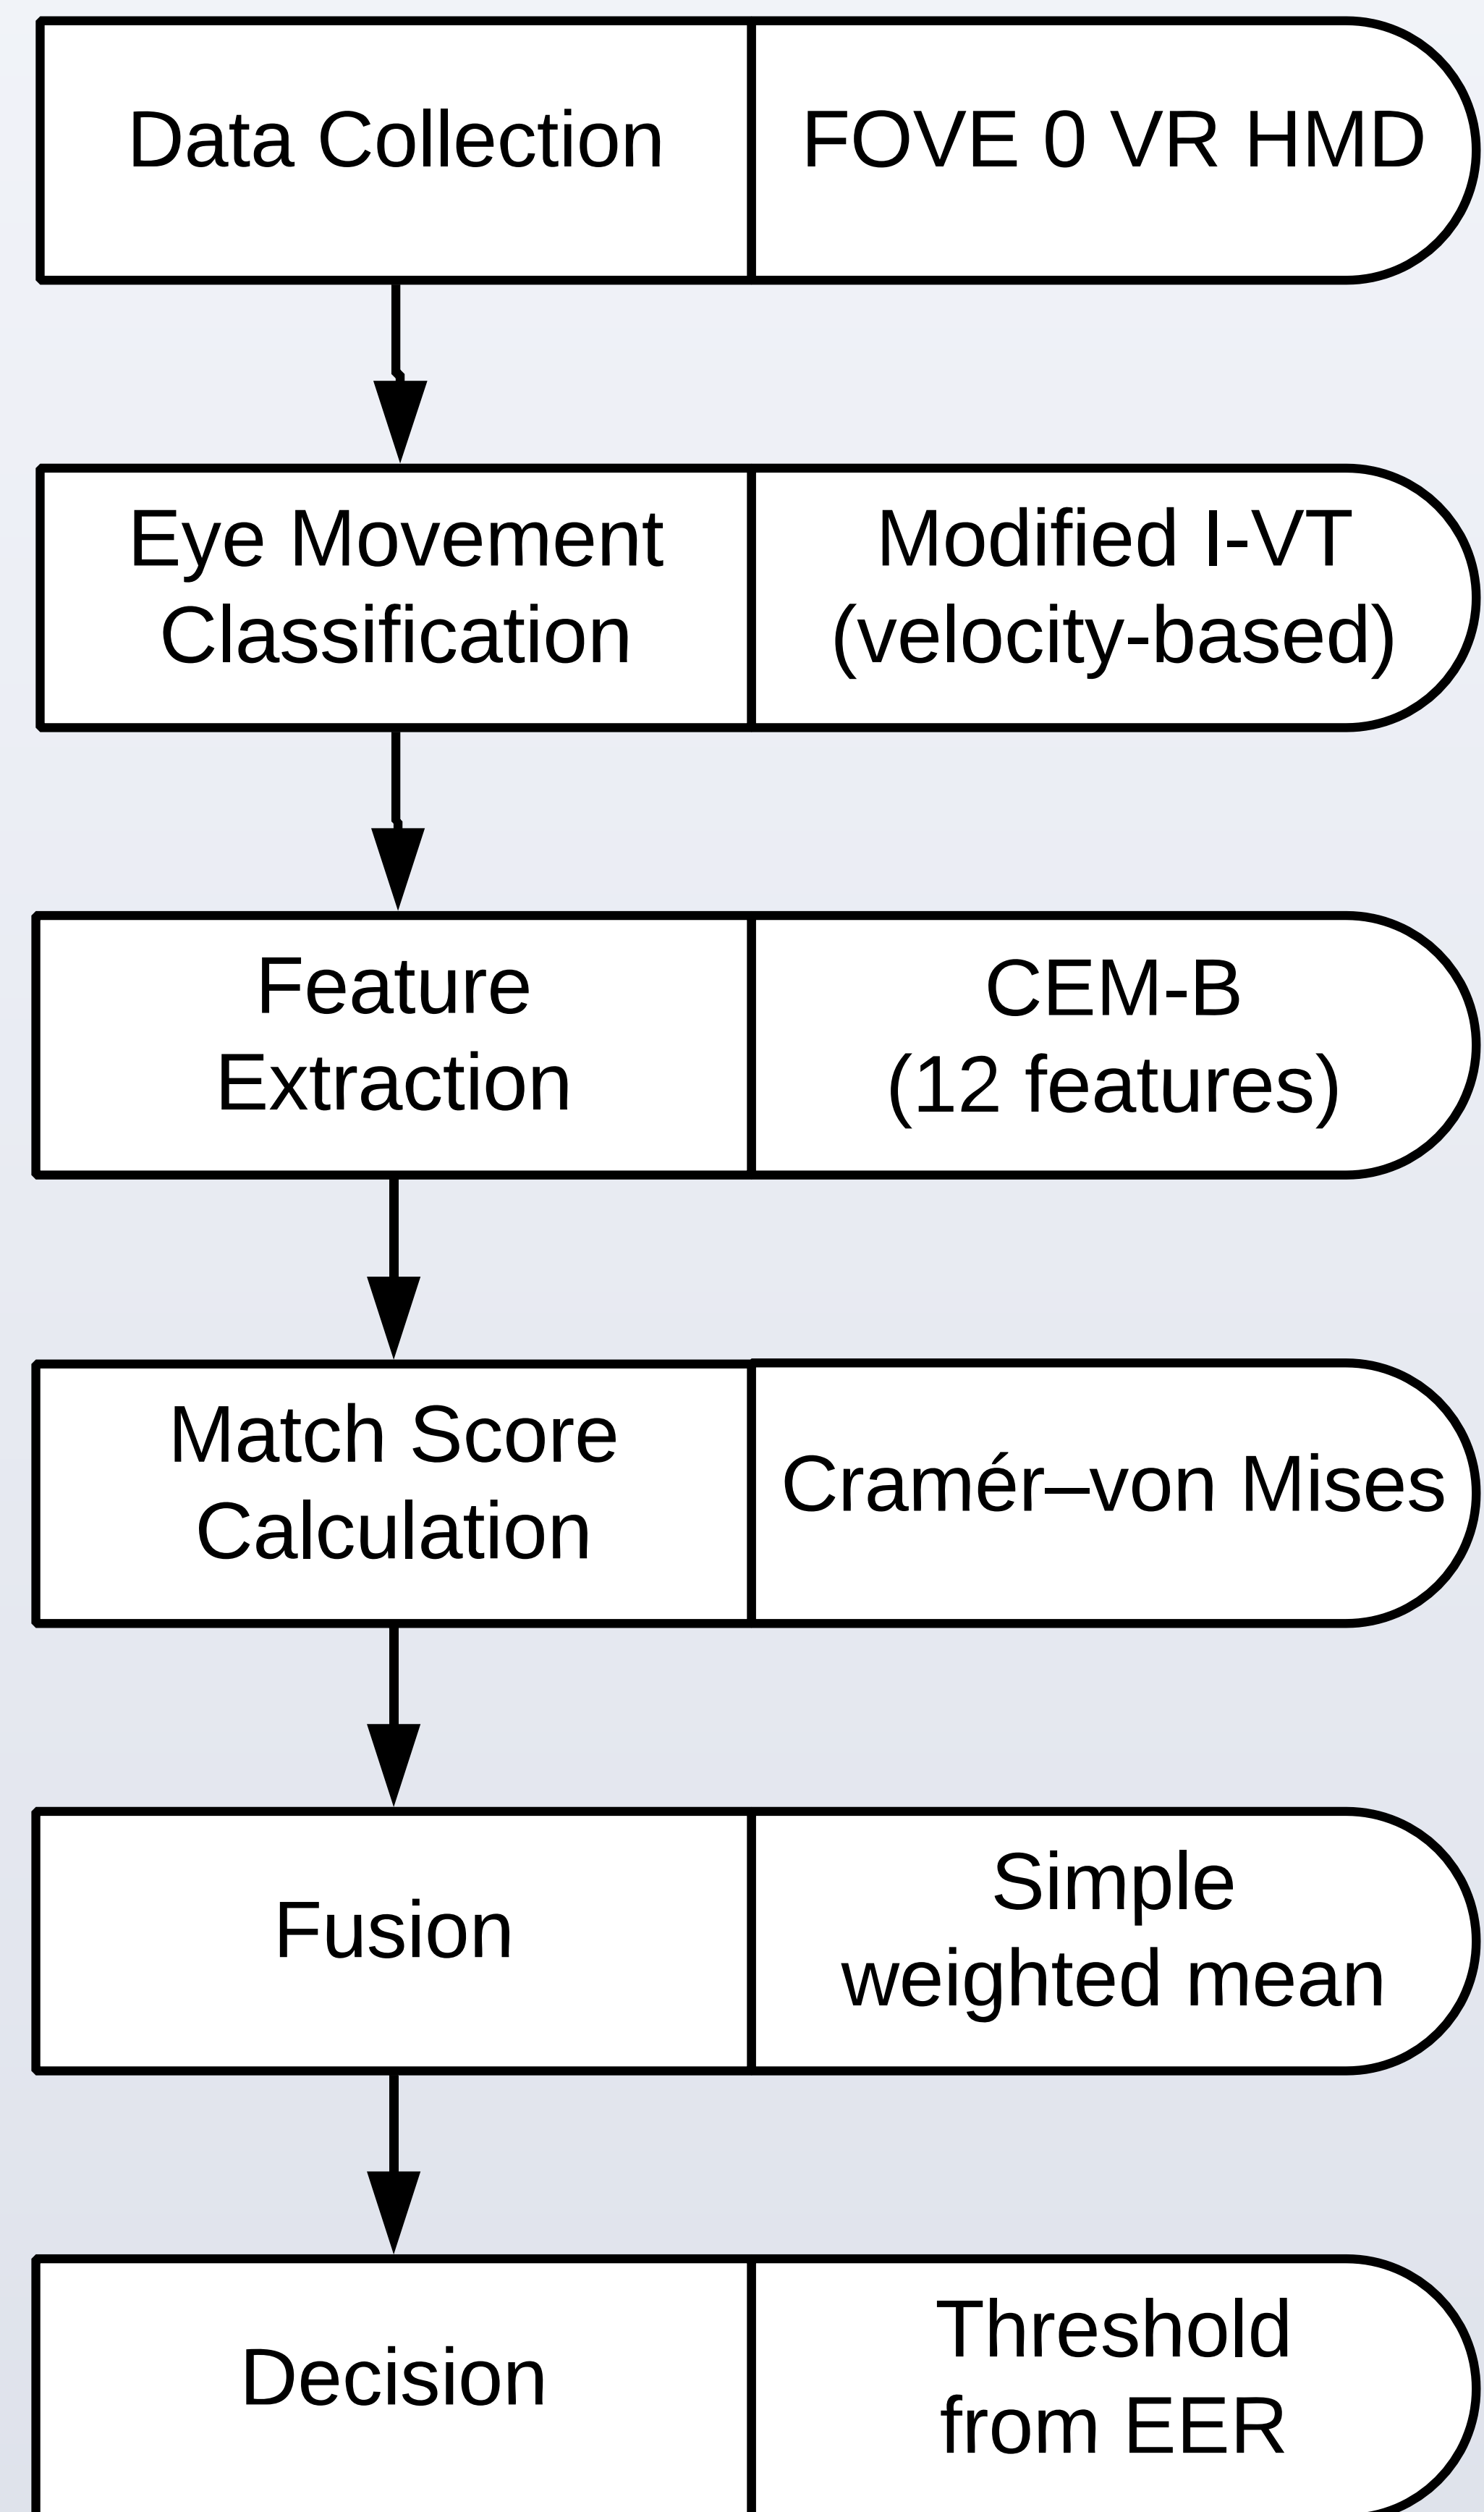 Data Collection
FOVE 0 VR HMD
Eye Movement
Classification
Modified I-VT
(velocity-based)
Feature
Extraction
CEM-B
(12 features)
Match Score
Calculation
Cramér–von Mises
Fusion
Simple
weighted mean
Decision
Threshold
from EER